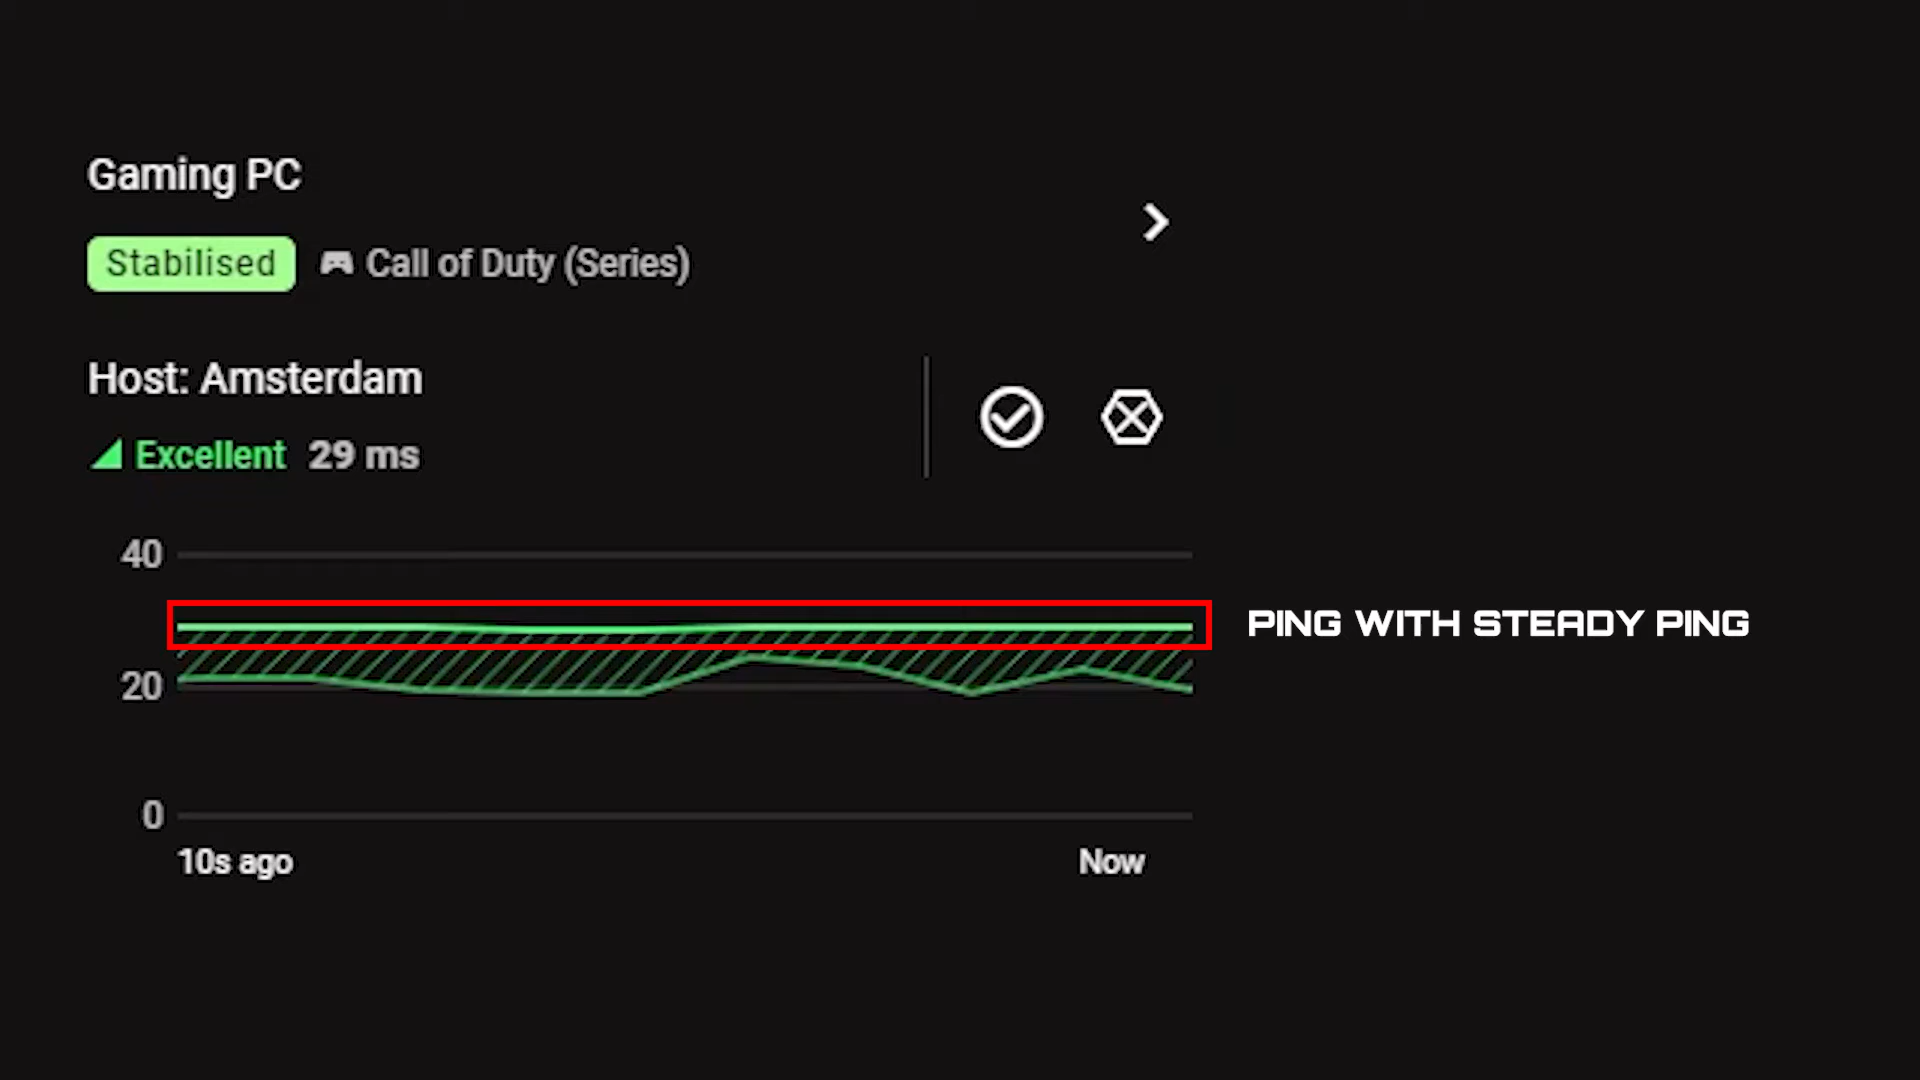 Gaming PC
Stabilised Call of Duty (Series)
Host: Amsterdam
Excellent 29 ms
40
PING WITH STEADY PING
20
0
10s ago Now